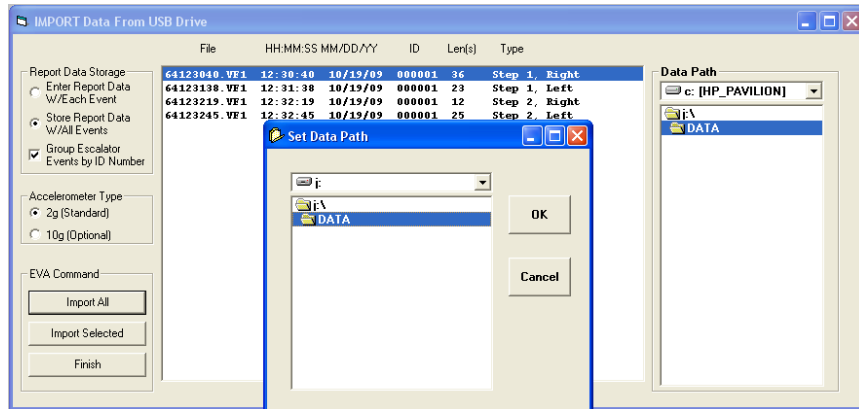 IMPORT Data From USB Drive
File HH:MM:SS MM/DD/YY ID Len(s) Type
Report Data Storage
Enter Report Data
W/Each Event
Store Report Data
W/All Events
Group Escalator
Events by ID Number
Accelerometer Type
2g (Standard)
10g (Optional)
EVA Command
Import All
Import Selected
Finish
64123040.VF1 12:30:40 10/19/09 000001 36 Step 1, Right
64123138.VF1 12:31:38 10/19/09 000001 23 Step 1, Left
64123219.VF1 12:32:19 10/19/09 000001 12 Step 2, Right
64123245.VF1 12:32:45 10/19/09 000001 25 Step 2, Left
Set Data Path
j:
j:\
DATA
OK
Cancel
Data Path
c: [HP_PAVILION]
j:\
DATA